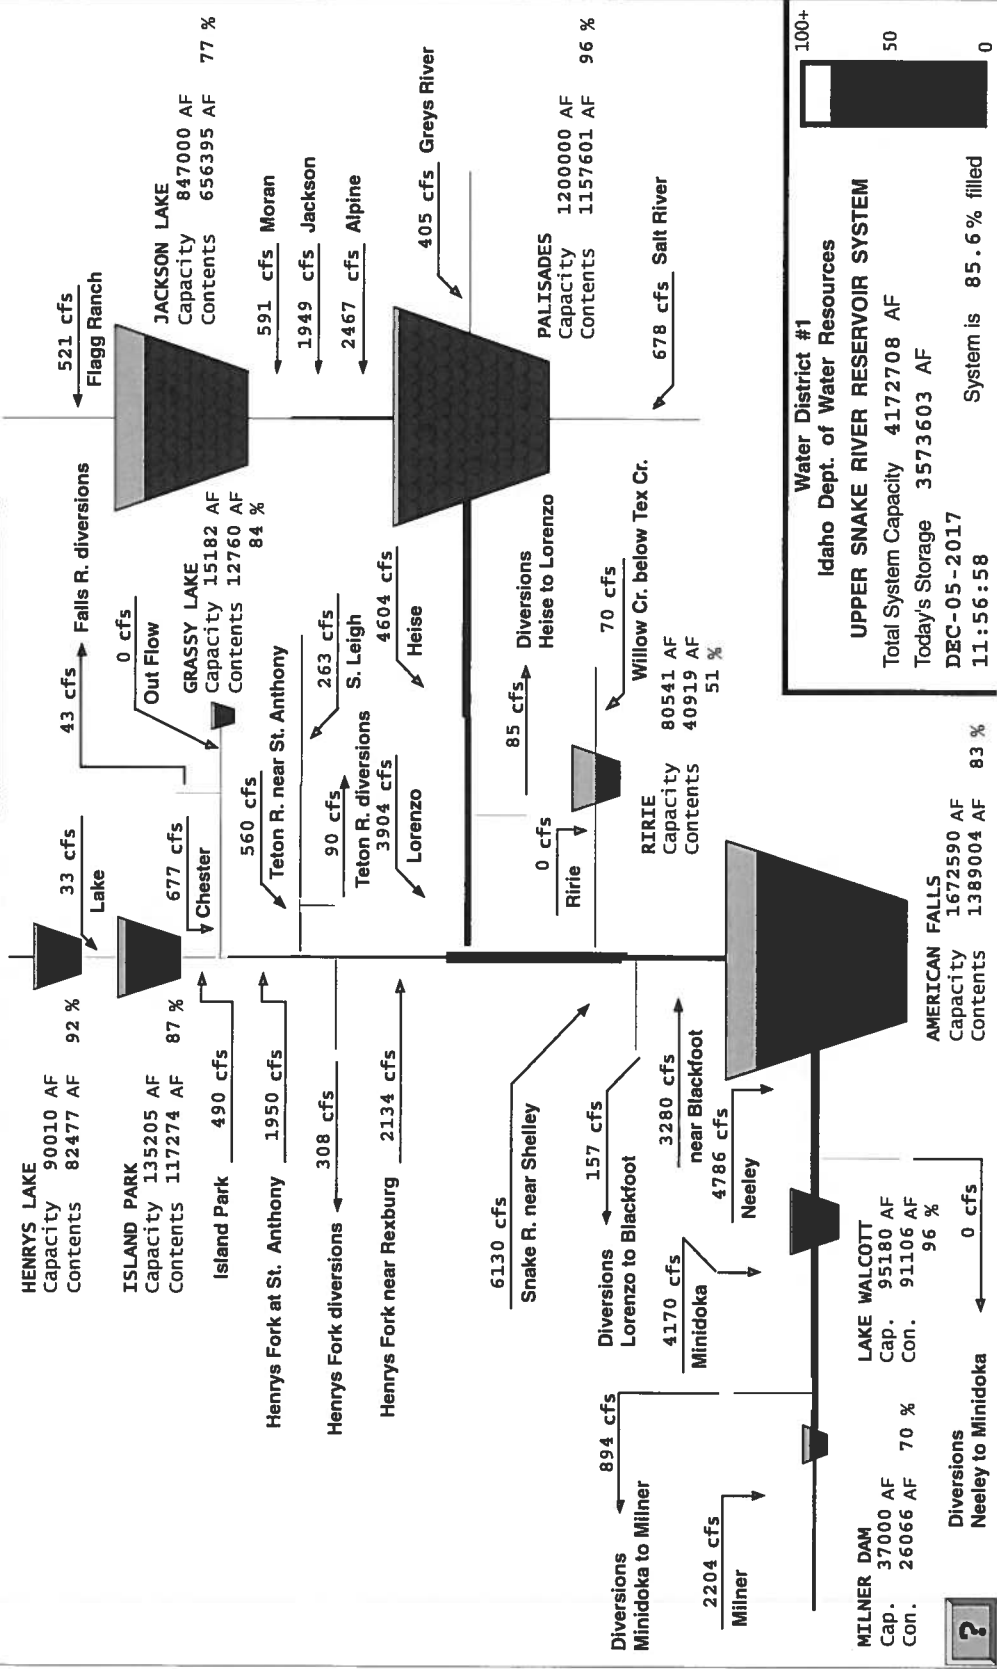 HENRYS LAKE
Capacity 90010 AF
Contents 82477 AF 92 %
33 cfs
Lake
ISLAND PARK
Capacity 135205 AF
Contents 117274 AF 87 %
490 cfs
Island Park
677 cfs
Chester
43 cfs
Falls R. diversions
0 cfs
Out Flow
GRASSY LAKE
Capacity 15182 AF
Contents 12760 AF
84 %
521 cfs
Flagg Ranch
JACKSON LAKE
Capacity 847000 AF
Contents 656395 AF 77 %
591 cfs Moran
1949 cfs Jackson
2467 cfs Alpine
405 cfs Greys River
1950 cfs
Henrys Fork at St. Anthony
560 cfs
Teton R. near St. Anthony
263 cfs
S. Leigh
308 cfs
Henrys Fork diversions
90 cfs
Teton R. diversions
2134 cfs
Henrys Fork near Rexburg
3904 cfs
Lorenzo
4604 cfs
Heise
PALISADES
Capacity 1200000 AF
Contents 1157601 AF 96 %
678 cfs Salt River
6130 cfs
Snake R. near Shelley
85 cfs
Diversions
Heise to Lorenzo
0 cfs
Ririe
70 cfs
Willow Cr. below Tex Cr.
RIRIE
Capacity 80541 AF
Contents 40919 AF
51 %
157 cfs
Diversions
Lorenzo to Blackfoot
3280 cfs
near Blackfoot
4786 cfs
Neeley
4170 cfs
Minidoka
894 cfs
Diversions
Minidoka to Milner
2204 cfs
Milner
MILNER DAM
Cap. 37000 AF
Con. 26066 AF 70 %
LAKE WALCOTT
Cap. 95180 AF
Con. 91106 AF
96 %
0 cfs
Diversions
Neeley to Minidoka
AMERICAN FALLS
Capacity 1672590 AF
Contents 1389004 AF 83 %
Water District #1
Idaho Dept. of Water Resources
UPPER SNAKE RIVER RESERVOIR SYSTEM
Total System Capacity 4172708 AF
Today's Storage 3573603 AF
DEC-05-2017
11:56:58 System is 85.6% filled
100+
50
0
?